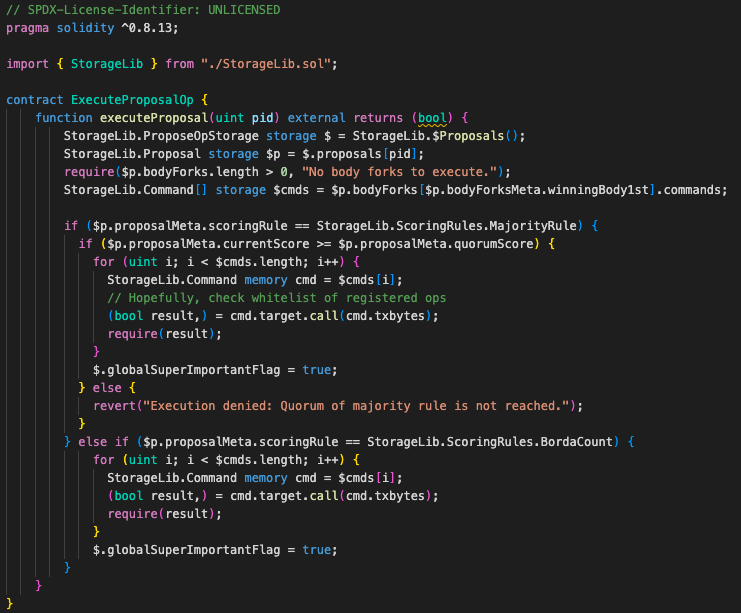 // SPDX-License-Identifier: UNLICENSED
pragma solidity ^0.8.13;

import { StorageLib } from "./StorageLib.sol";

contract ExecuteProposalOp {
    function executeProposal(uint pid) external returns (bool) {
        StorageLib.ProposeOpStorage storage $ = StorageLib.$Proposals();
        StorageLib.Proposal storage $p = $.proposals[pid];
        require($p.bodyForks.length > 0, "No body forks to execute.");
        StorageLib.Command[] storage $cmds = $p.bodyForks[$p.bodyForksMeta.winningBody1st].commands;

        if ($p.proposalMeta.scoringRule == StorageLib.ScoringRules.MajorityRule) {
          if ($p.proposalMeta.currentScore >= $p.proposalMeta.quorumScore) {
            for (uint i; i < $cmds.length; i++) {
              StorageLib.Command memory cmd = $cmds[i];
              // Hopefully, check whitelist of registered ops
              (bool result,) = cmd.target.call(cmd.txbytes);
              require(result);
            }
            $.globalSuperImportantFlag = true;
          } else {
            revert("Execution denied: Quorum of majority rule is not reached.");
          }
        } else if ($p.proposalMeta.scoringRule == StorageLib.ScoringRules.BordaCount) {
            for (uint i; i < $cmds.length; i++) {
              StorageLib.Command memory cmd = $cmds[i];
              (bool result,) = cmd.target.call(cmd.txbytes);
              require(result);
            }
            $.globalSuperImportantFlag = true;
        }
    }
}